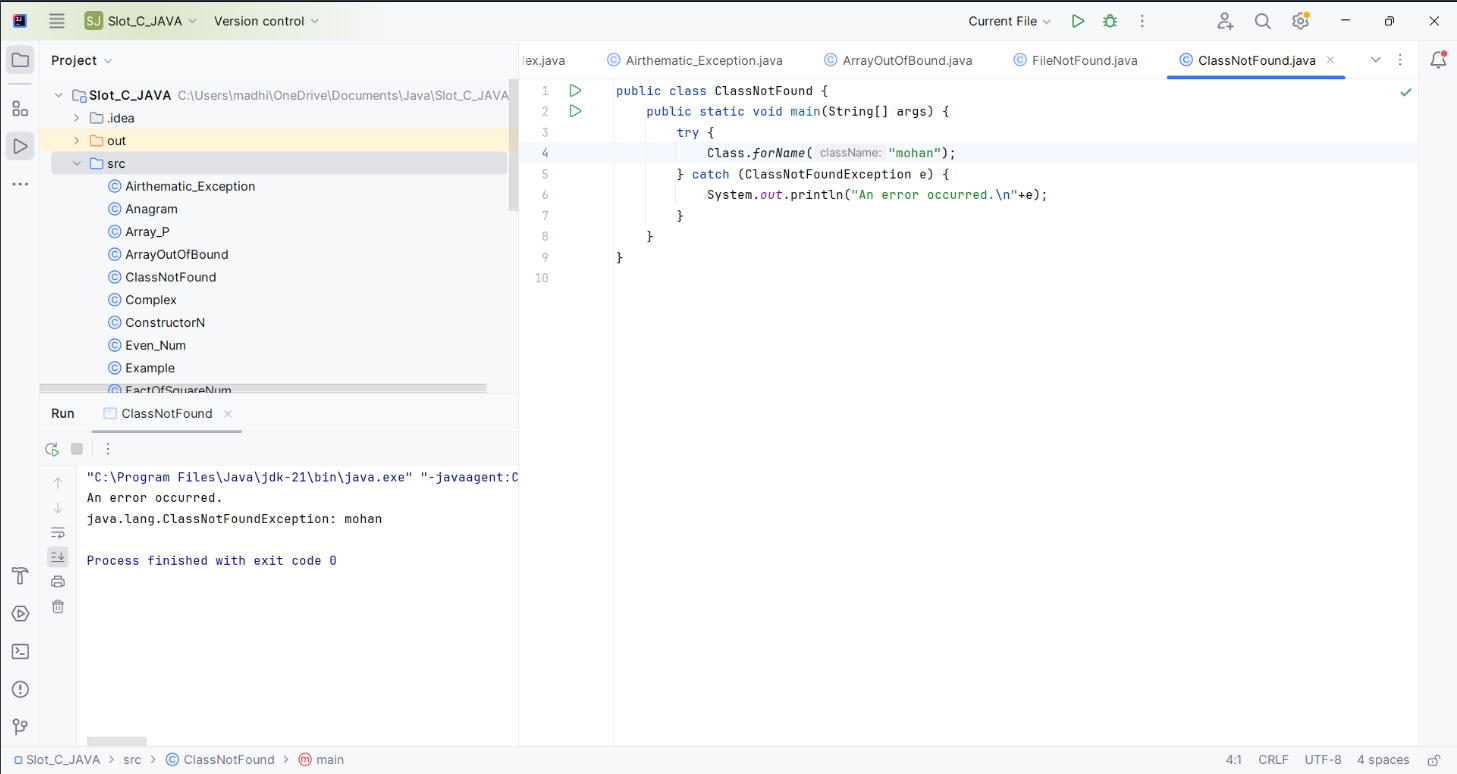 SJ Slot_C_JAVA Version control Current File
Project
lex.java Airthematic_Exception.java ArrayOutOfBound.java FileNotFound.java ClassNotFound.java
Slot_C_JAVA C:\Users\madhi\OneDrive\Documents\Java\Slot_C_JAVA
.idea
out
src
Airthematic_Exception
Anagram
Array_P
ArrayOutOfBound
ClassNotFound
Complex
ConstructorN
Even_Num
Example
FactOfSquareNum
1 public class ClassNotFound {
2 public static void main(String[] args) {
3 try {
4 Class.forName( className: "mohan");
5 } catch (ClassNotFoundException e) {
6 System.out.println("An error occurred.\n"+e);
7 }
8 }
9 }
10
Run ClassNotFound
"C:\Program Files\Java\jdk-21\bin\java.exe" "-javaagent:C
An error occurred.
java.lang.ClassNotFoundException: mohan
Process finished with exit code 0
Slot_C_JAVA > src > ClassNotFound > main 4:1 CRLF UTF-8 4 spaces